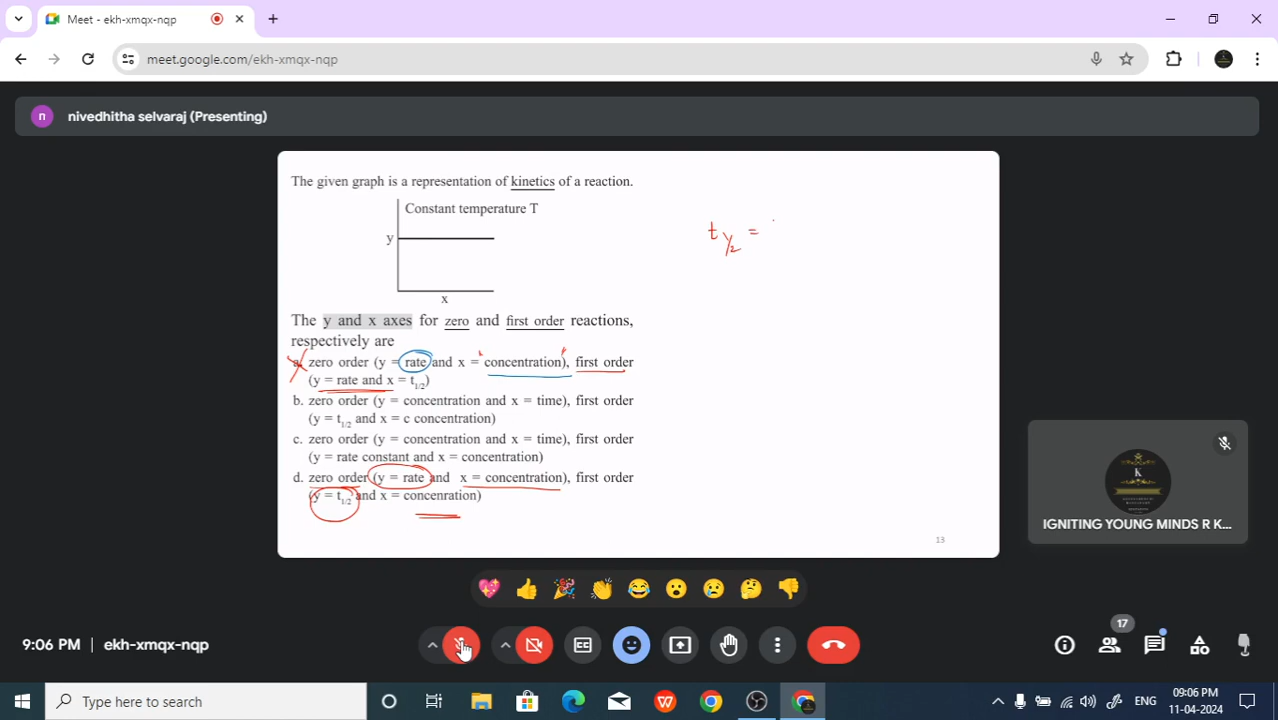 Meet - ekh-xmqx-nqp
meet.google.com/ekh-xmqx-nqp
n nivedhitha selvaraj (Presenting)
The given graph is a representation of kinetics of a reaction.
Constant temperature T
y
x
t 1/2 =
The y and x axes for zero and first order reactions,
respectively are
a. zero order (y = rate and x = concentration), first order
(y = rate and x = t1/2)
b. zero order (y = concentration and x = time), first order
(y = t1/2 and x = c concentration)
c. zero order (y = concentration and x = time), first order
(y = rate constant and x = concentration)
d. zero order (y = rate and x = concentration), first order
(y = t1/2 and x = concenration)
13
K
IGNITING YOUNG MINDS R K...
9:06 PM | ekh-xmqx-nqp
17
Type here to search
ENG
09:06 PM
11-04-2024